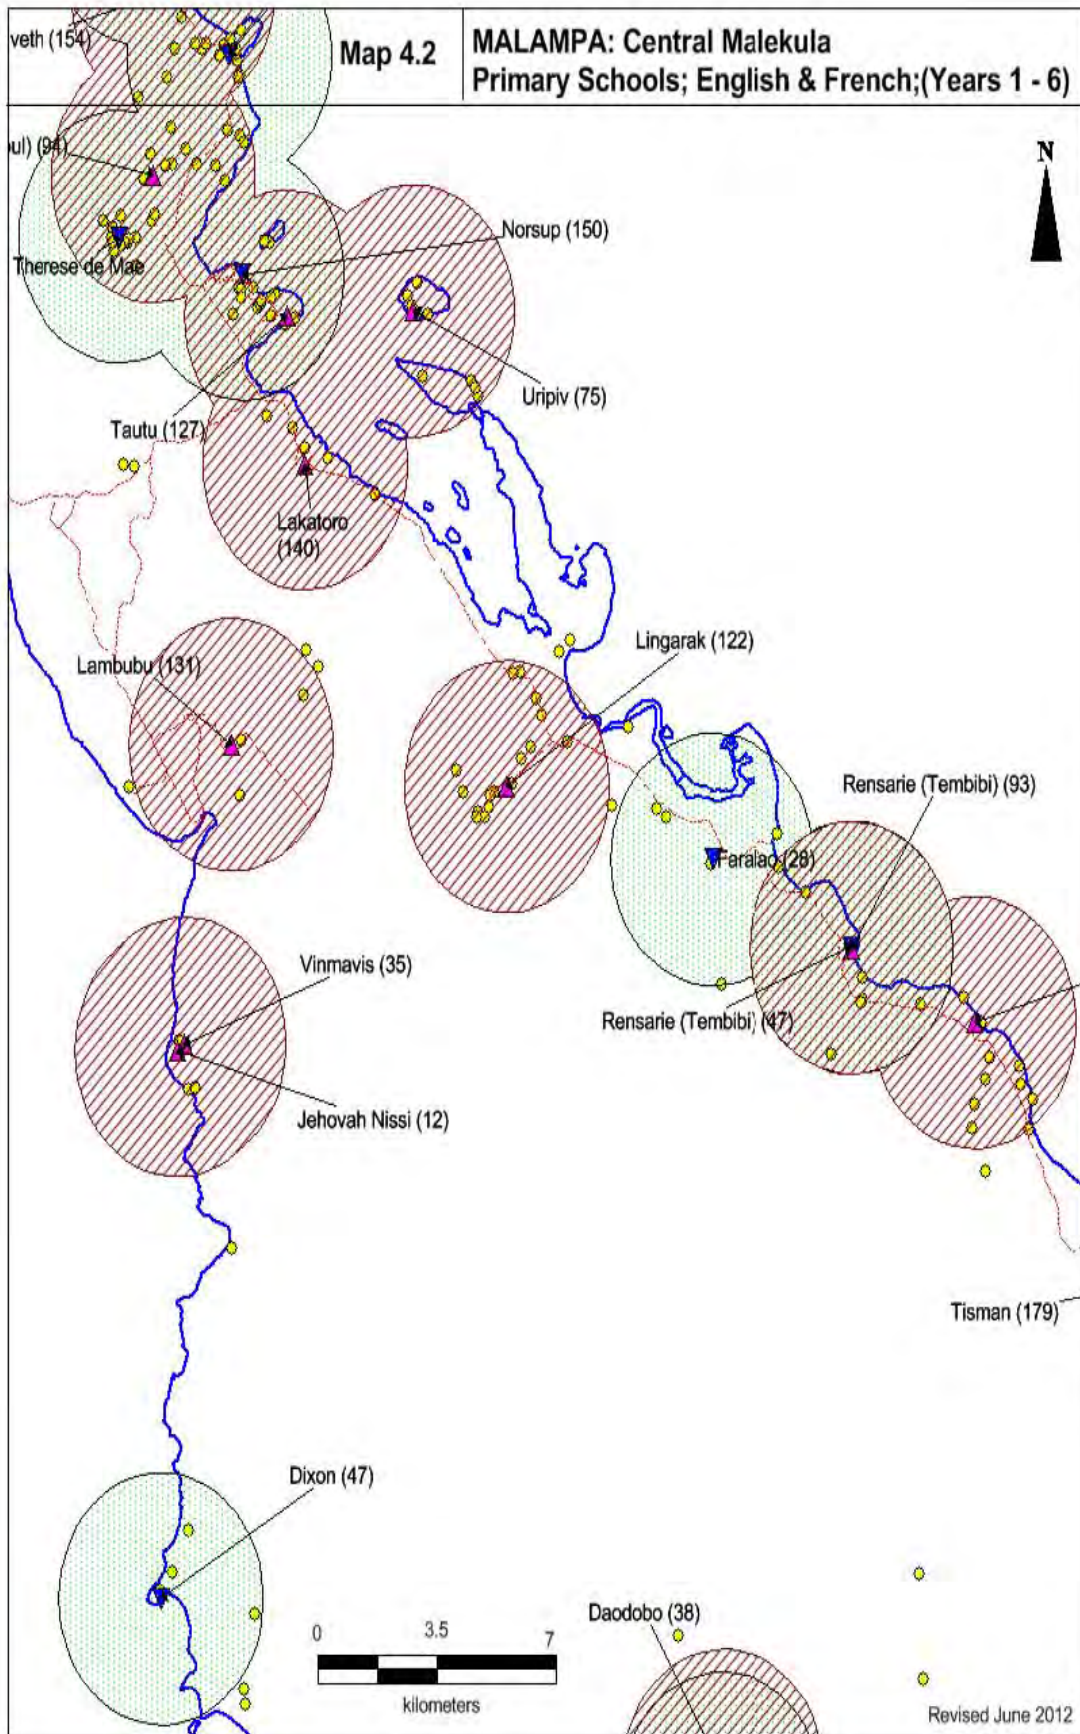 veth (154)
Map 4.2
MALAMPA: Central Malekula
Primary Schools; English & French;(Years 1 - 6)
oul) (94)
N
Norsup (150)
Therese de Mae
Uripiv (75)
Tautu (127)
Lakatoro
(140)
Lingarak (122)
Lambubu (131)
Rensarie (Tembibi) (93)
Faralao (28)
Vinmavis (35)
Rensarie (Tembibi) (47)
Jehovah Nissi (12)
Tisman (179)
Dixon (47)
Daodobo (38)
0 3.5 7
kilometers
Revised June 2012